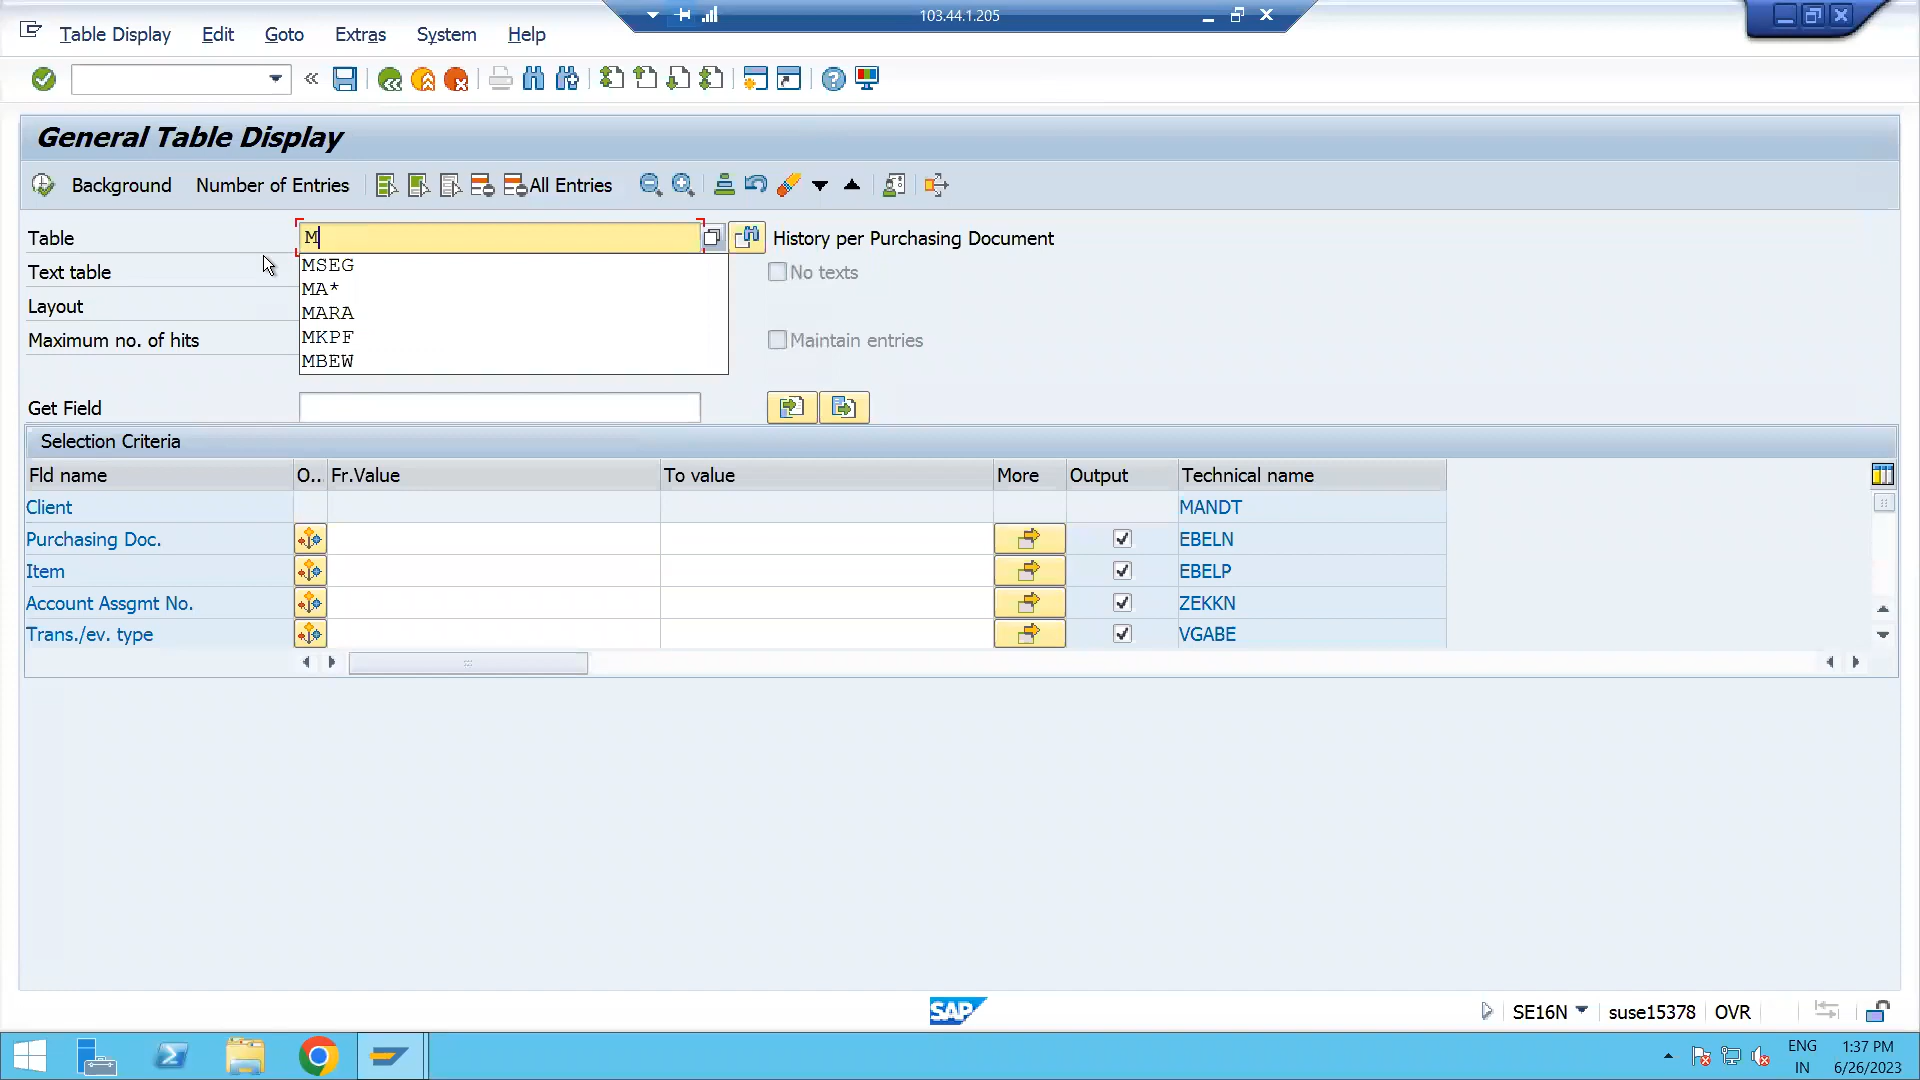 103.44.1.205
Table Display Edit Goto Extras System Help
General Table Display
Background Number of Entries All Entries
Table M History per Purchasing Document
MSEG
Text table No texts
MA*
Layout MARA
Maximum no. of hits MKPF Maintain entries
MBEW
Get Field
Selection Criteria
Fld name O.. Fr.Value To value More Output Technical name
Client MANDT
Purchasing Doc. EBELN
Item EBELP
Account Assgmt No. ZEKKN
Trans./ev. type VGABE
SAP SE16N suse15378 OVR
ENG 1:37 PM
IN 6/26/2023